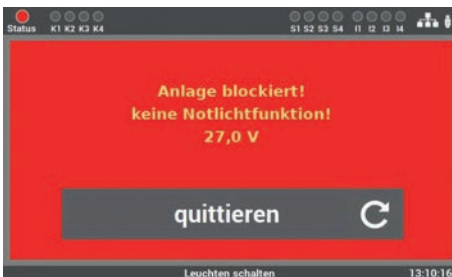 Status K1 K2 K3 K4 S1 S2 S3 S4 I1 I2 I3 I4
Anlage blockiert!
keine Notlichtfunktion!
27,0 V
quittieren
Leuchten schalten 13:10:16